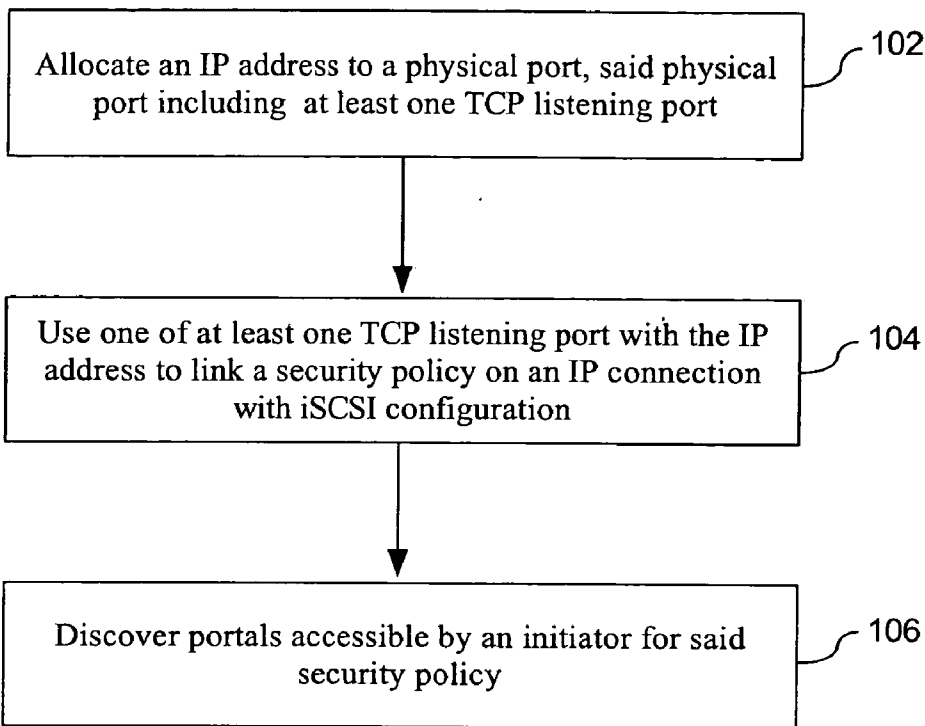 Allocate an IP address to a physical port, said physical
port including at least one TCP listening port
102
Use one of at least one TCP listening port with the IP
address to link a security policy on an IP connection
with iSCSI configuration
104
Discover portals accessible by an initiator for said
security policy
106